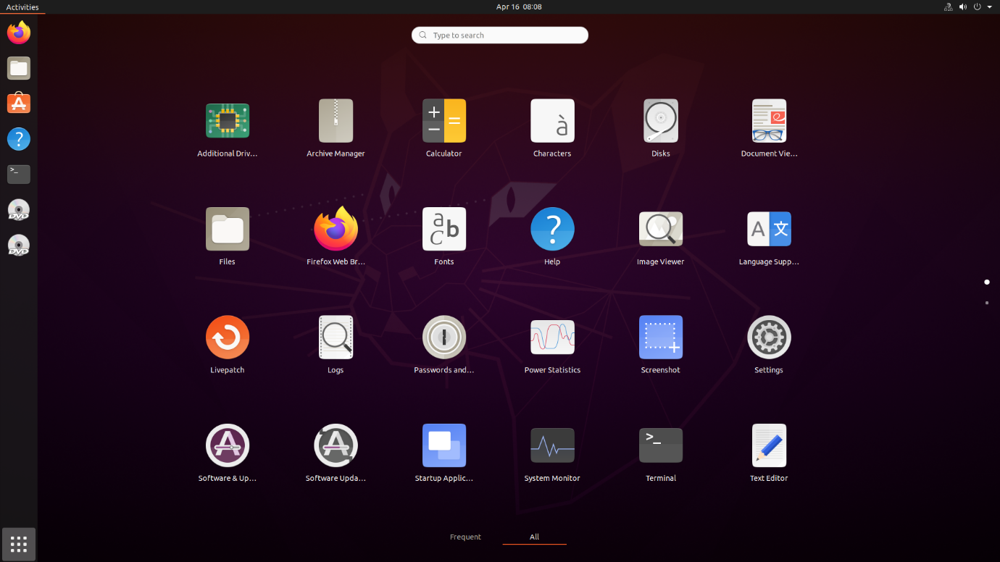 Activities
Apr 16 08:08
Type to search
Additional Driv...
Archive Manager
Calculator
Characters
Disks
Document Vie...
Files
Firefox Web Br...
Fonts
Help
Image Viewer
Language Supp...
Livepatch
Logs
Passwords and...
Power Statistics
Screenshot
Settings
Software & Up...
Software Upda...
Startup Applic...
System Monitor
Terminal
Text Editor
Frequent
All